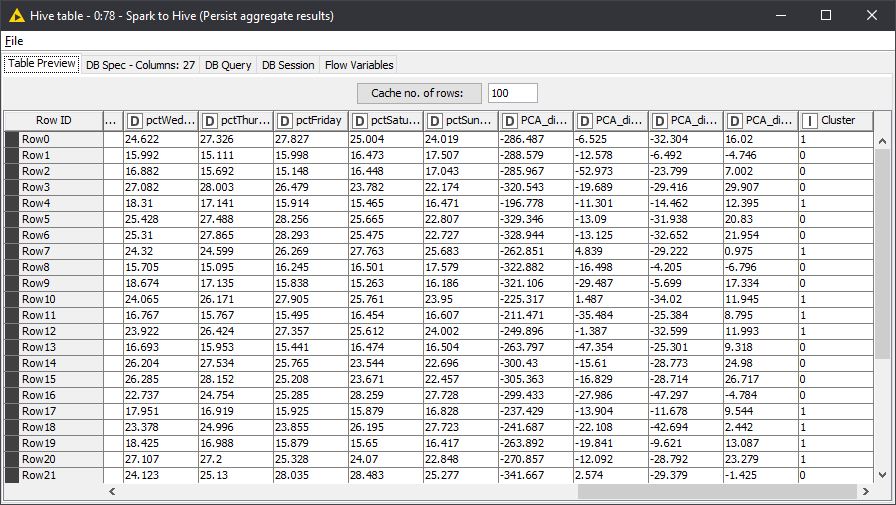 Hive table - 0:78 - Spark to Hive (Persist aggregate results)
File
Table Preview DB Spec - Columns: 27 DB Query DB Session Flow Variables
Cache no. of rows: 100
Row ID ... D pctWed... D pctThur... D pctFriday D pctSatu... D pctSun... D PCA_di... D PCA_di... D PCA_di... D PCA_di... I Cluster
Row0 24.622 27.326 27.827 25.004 24.019 -286.487 -6.525 -32.304 16.02 1
Row1 15.992 15.111 15.998 16.473 17.507 -288.579 -12.578 -6.492 -4.746 0
Row2 16.882 15.692 15.148 16.448 17.043 -285.967 -52.973 -23.799 7.002 0
Row3 27.082 28.003 26.479 23.782 22.174 -320.543 -19.689 -29.416 29.907 0
Row4 18.31 17.141 15.914 15.465 16.471 -196.778 -11.301 -14.462 12.395 1
Row5 25.428 27.488 28.256 25.665 22.807 -329.346 -13.09 -31.938 20.83 0
Row6 25.31 27.865 28.293 25.475 22.727 -328.944 -13.125 -32.652 21.954 0
Row7 24.32 24.599 26.269 27.763 25.683 -262.851 4.839 -29.222 0.975 1
Row8 15.705 15.095 16.245 16.501 17.579 -322.882 -16.498 -4.205 -6.796 0
Row9 18.674 17.135 15.838 15.263 16.186 -321.106 -29.487 -5.699 17.334 0
Row10 24.065 26.171 27.905 25.761 23.95 -225.317 1.487 -34.02 11.945 1
Row11 16.767 15.767 15.495 16.454 16.607 -211.471 -35.484 -25.384 8.795 1
Row12 23.922 26.424 27.357 25.612 24.002 -249.896 -1.387 -32.599 11.993 1
Row13 16.693 15.953 15.441 16.474 16.504 -263.797 -47.354 -25.301 9.318 0
Row14 26.204 27.534 25.765 23.544 22.696 -300.43 -15.61 -28.773 24.98 0
Row15 26.285 28.152 25.208 23.671 22.457 -305.363 -16.829 -28.714 26.717 0
Row16 22.737 24.754 25.285 28.259 27.728 -299.433 -27.986 -47.297 -4.784 0
Row17 17.951 16.919 15.925 15.879 16.828 -237.429 -13.904 -11.678 9.544 1
Row18 23.378 24.996 23.855 26.195 27.723 -241.687 -22.108 -42.694 2.442 1
Row19 18.425 16.988 15.879 15.65 16.417 -263.892 -19.841 -9.621 13.087 1
Row20 27.107 27.2 25.328 24.07 22.848 -270.857 -12.092 -28.792 23.279 1
Row21 24.123 25.13 28.035 28.483 25.277 -341.667 2.574 -29.379 -1.425 0